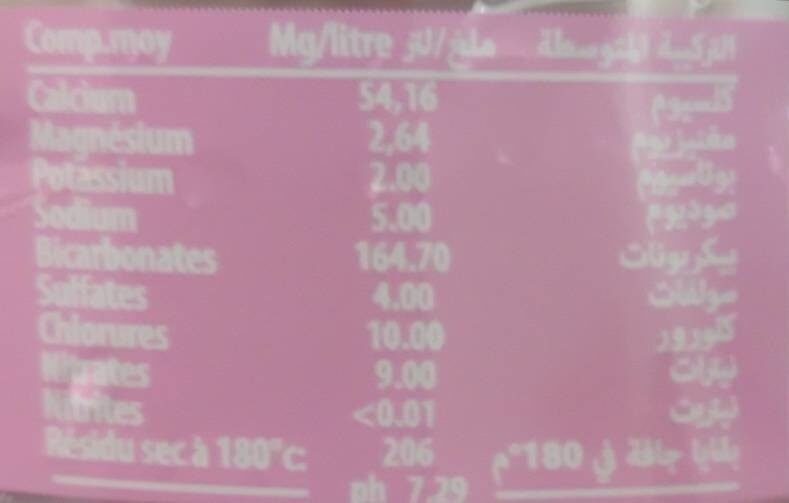 Comp.moy Mg/litre ملغ/لتر التركيبة المتوسطة
Calcium 54,16 كلسيوم
Magnésium 2,64 مغنيزيوم
Potassium 2.00 بوتاسيوم
Sodium 5.00 صوديوم
Bicarbonates 164.70 بيكربونات
Sulfates 4.00 سولفات
Chlorures 10.00 كلورور
Nitrates 9.00 نيترات
Nitrites <0.01 نيتريت
Résidu sec à 180°c 206 بقايا جافة في 180°م
ph 7.29